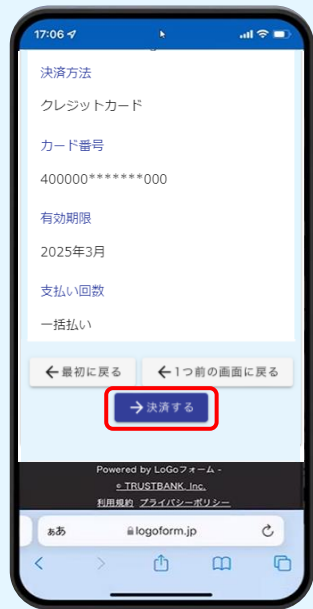 17:06
決済方法
クレジットカード
カード番号
400000*******000
有効期限
2025年3月
支払い回数
一括払い
←最初に戻る ←1つ前の画面に戻る
→決済する
Powered by LoGoフォーム -
© TRUSTBANK, Inc.
利用規約 プライバシーポリシー
ぁあ logoform.jp